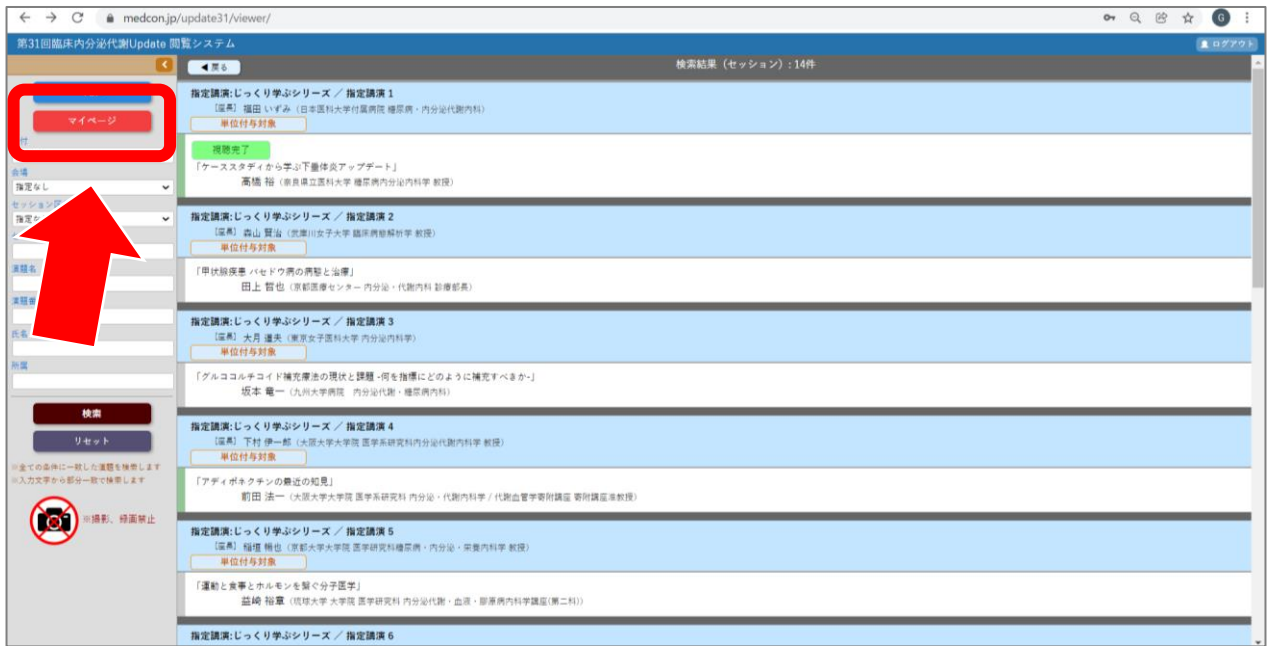 medcon.jp/update31/viewer/
G
第31回臨床内分泌代謝Update 閲覧システム
ログアウト
◀戻る
検索結果（セッション）: 14件
マイページ
付
会場
指定なし
指定な
演題名
氏名
所属
検索
リセット
※全ての条件に一致した演題を検索します
※入力文字から部分一致で検索します
※撮影、録画禁止
指定講演:じっくり学ぶシリーズ ／ 指定講演 1
[座長] 福田 いずみ（日本医科大学付属病院 糖尿病・内分泌代謝内科）
単位付与対象
視聴完了
「ケーススタディから学ぶ下垂体炎アップデート」
高橋 裕（奈良県立医科大学 糖尿病内分泌内科学 教授）
指定講演:じっくり学ぶシリーズ ／ 指定講演 2
[座長] 森山 賢治（武庫川女子大学 臨床病態解析学 教授）
単位付与対象
「甲状腺疾患 バセドウ病の病態と治療」
田上 哲也（京都医療センター 内分泌・代謝内科 診療部長）
指定講演:じっくり学ぶシリーズ ／ 指定講演 3
[座長] 大月 道夫（東京女子医科大学 内分泌内科学）
単位付与対象
「グルココルチコイド補充療法の現状と課題 -何を指標にどのように補充すべきか-」
坂本 竜一（九州大学病院　内分泌代謝・糖尿病内科）
指定講演:じっくり学ぶシリーズ ／ 指定講演 4
[座長] 下村 伊一郎（大阪大学大学院 医学系研究科内分泌代謝内科学 教授）
単位付与対象
「アディポネクチンの最近の知見」
前田 法一（大阪大学大学院 医学系研究科 内分泌・代謝内科学 / 代謝血管学寄附講座 寄附講座准教授）
指定講演:じっくり学ぶシリーズ ／ 指定講演 5
[座長] 稲垣 暢也（京都大学大学院 医学研究科糖尿病・内分泌・栄養内科学 教授）
単位付与対象
「運動と食事とホルモンを繋ぐ分子医学」
益崎 裕章（琉球大学 大学院 医学研究科 内分泌代謝・血液・膠原病内科学講座(第二科)）
指定講演:じっくり学ぶシリーズ ／ 指定講演 6